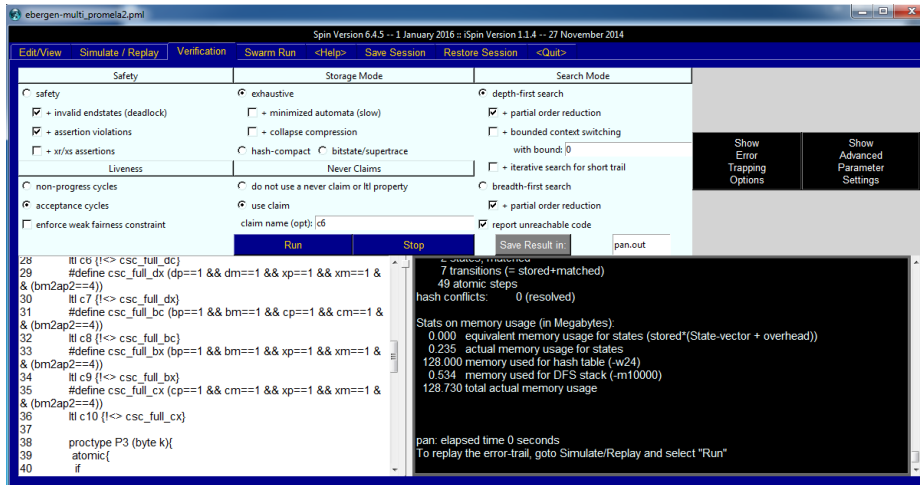 ebergen-multi_promela2.pml
Spin Version 6.4.5 -- 1 January 2016 :: iSpin Version 1.1.4 -- 27 November 2014
Edit/View Simulate / Replay Verification Swarm Run <Help> Save Session Restore Session <Quit>
Safety Storage Mode Search Mode
safety exhaustive depth-first search
+ invalid endstates (deadlock) + minimized automata (slow) + partial order reduction
+ assertion violations + collapse compression + bounded context switching
+ xr/xs assertions hash-compact bitstate/supertrace with bound: 0
Liveness Never Claims + iterative search for short trail
non-progress cycles do not use a never claim or ltl property breadth-first search
acceptance cycles use claim + partial order reduction
enforce weak fairness constraint claim name (opt): c6 report unreachable code
Run Stop Save Result in: pan.out
Show
Error
Trapping
Options
Show
Advanced
Parameter
Settings
28 ltl c6 {!<> csc_full_dc}
29 #define csc_full_dx (dp==1 && dm==1 && xp==1 && xm==1 &
& (bm2ap2==4))
30 ltl c7 {!<> csc_full_dx}
31 #define csc_full_bc (bp==1 && bm==1 && cp==1 && cm==1 &
& (bm2ap2==4))
32 ltl c8 {!<> csc_full_bc}
33 #define csc_full_bx (bp==1 && bm==1 && xp==1 && xm==1 &
& (bm2ap2==4))
34 ltl c9 {!<> csc_full_bx}
35 #define csc_full_cx (cp==1 && cm==1 && xp==1 && xm==1 &
& (bm2ap2==4))
36 ltl c10 {!<> csc_full_cx}
37
38 proctype P3 (byte k){
39 atomic{
40 if
2 states, matched
7 transitions (= stored+matched)
49 atomic steps
hash conflicts: 0 (resolved)
Stats on memory usage (in Megabytes):
0.000 equivalent memory usage for states (stored*(State-vector + overhead))
0.235 actual memory usage for states
128.000 memory used for hash table (-w24)
0.534 memory used for DFS stack (-m10000)
128.730 total actual memory usage
pan: elapsed time 0 seconds
To replay the error-trail, goto Simulate/Replay and select "Run"